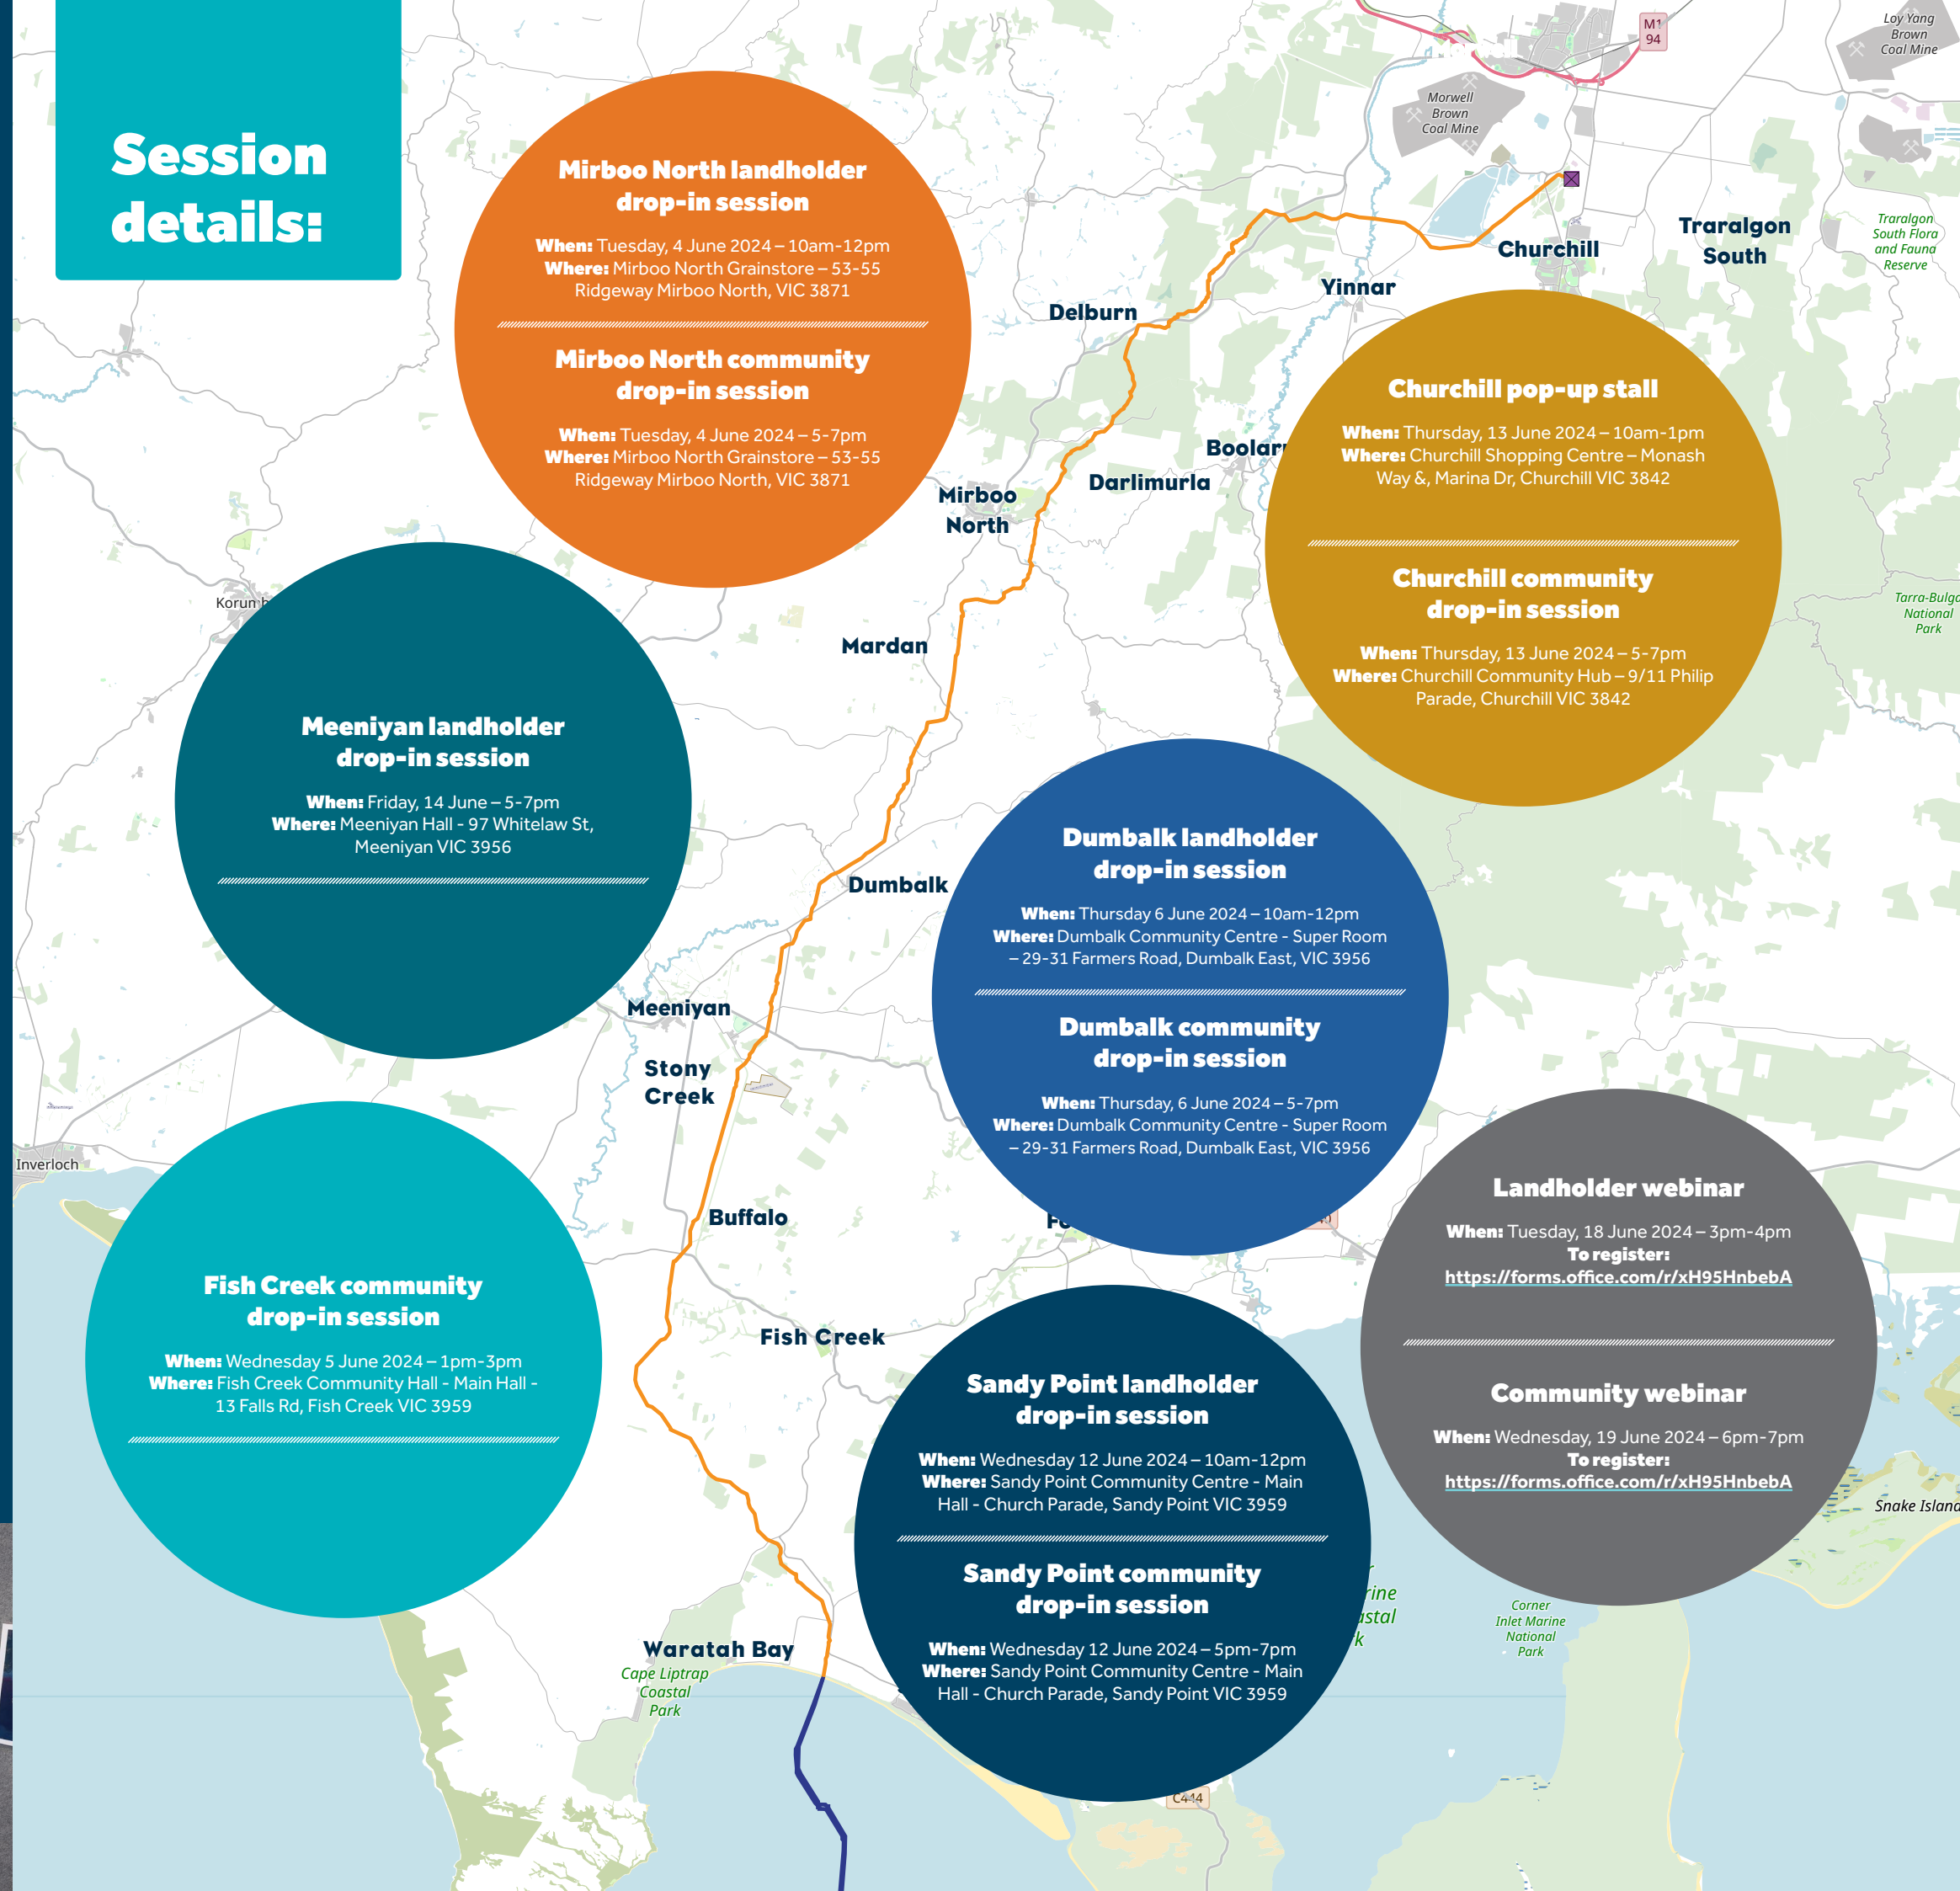 Session
details:
Mirboo North landholder
drop-in session
When: Tuesday, 4 June 2024 – 10am-12pm
Where: Mirboo North Grainstore – 53-55
Ridgeway Mirboo North, VIC 3871
Mirboo North community
drop-in session
When: Tuesday, 4 June 2024 – 5-7pm
Where: Mirboo North Grainstore – 53-55
Ridgeway Mirboo North, VIC 3871
M1
94
Loy Yang
Brown
Coal Mine
Morwell
Brown
Coal Mine
Churchill
Traralgon
South
Traralgon
South Flora
and Fauna
Reserve
Yinnar
Delburn
Darlimurla
Mirboo
North
Churchill pop-up stall
When: Thursday, 13 June 2024 – 10am-1pm
Where: Churchill Shopping Centre – Monash
Way &, Marina Dr, Churchill VIC 3842
Churchill community
drop-in session
When: Thursday, 13 June 2024 – 5-7pm
Where: Churchill Community Hub – 9/11 Philip
Parade, Churchill VIC 3842
National
Park
Mardan
Meeniyan landholder
drop-in session
When: Friday, 14 June – 5-7pm
Where: Meeniyan Hall - 97 Whitelaw St,
Meeniyan VIC 3956
Dumbalk
Dumbalk landholder
drop-in session
When: Thursday 6 June 2024 – 10am-12pm
Where: Dumbalk Community Centre - Super Room
– 29-31 Farmers Road, Dumbalk East, VIC 3956
Dumbalk community
drop-in session
When: Thursday, 6 June 2024 – 5-7pm
Where: Dumbalk Community Centre - Super Room
– 29-31 Farmers Road, Dumbalk East, VIC 3956
Meeniyan
Stony
Creek
Inverloch
Buffalo
Fish Creek
Fish Creek community
drop-in session
When: Wednesday 5 June 2024 – 1pm-3pm
Where: Fish Creek Community Hall - Main Hall -
13 Falls Rd, Fish Creek VIC 3959
Landholder webinar
When: Tuesday, 18 June 2024 – 3pm-4pm
To register:
https://forms.office.com/r/xH95HnbebA
Community webinar
When: Wednesday, 19 June 2024 – 6pm-7pm
To register:
https://forms.office.com/r/xH95HnbebA
Sandy Point landholder
drop-in session
When: Wednesday 12 June 2024 – 10am-12pm
Where: Sandy Point Community Centre - Main
Hall - Church Parade, Sandy Point VIC 3959
Sandy Point community
drop-in session
When: Wednesday 12 June 2024 – 5pm-7pm
Where: Sandy Point Community Centre - Main
Hall - Church Parade, Sandy Point VIC 3959
Snake Island
Corner
Inlet Marine
National
Park
Waratah Bay
Cape Liptrap
Coastal
Park
C444